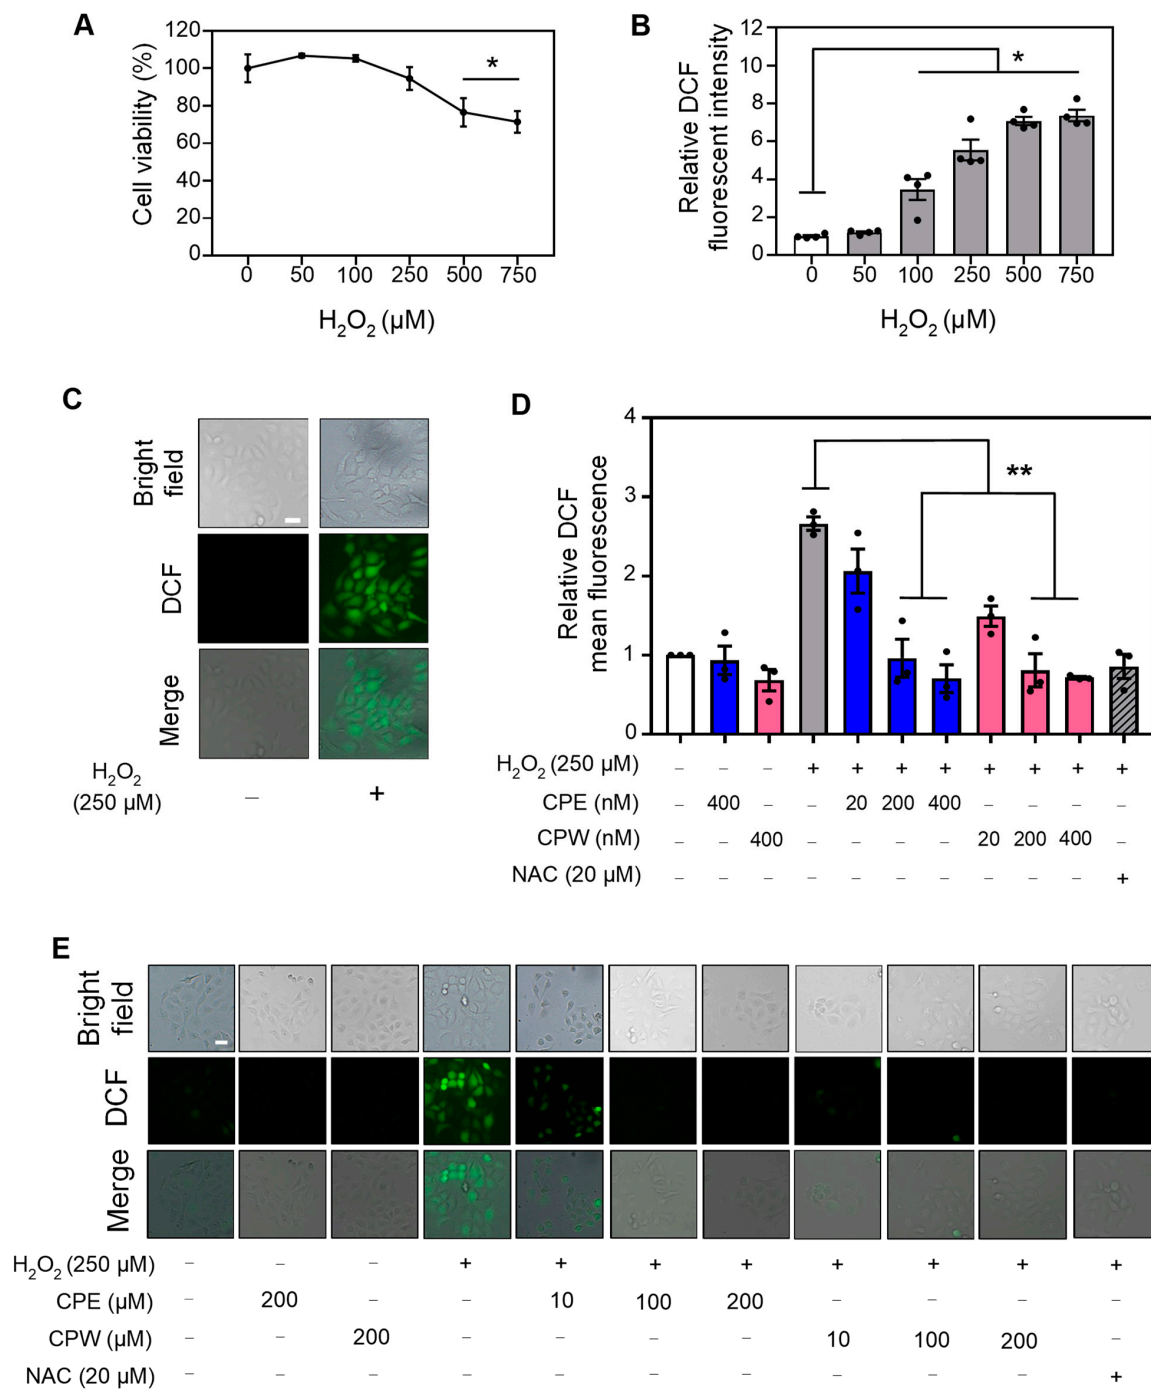 A
Cell viability (%)
120
100
80
60
40
20
0
*
0 50 100 250 500 750
H₂O₂ (µM)
B
Relative DCF
fluorescent intensity
12
10
8
6
4
2
0
*
0 50 100 250 500 750
H₂O₂ (µM)
C
Bright
field
DCF
Merge
H₂O₂
(250 µM)
– +
D
Relative DCF
mean fluorescence
4
3
2
1
0
**
H₂O₂ (250 µM) – – – + + + + + + + +
CPE (nM) – 400 – – 20 200 400 – – – –
CPW (nM) – – 400 – – – – 20 200 400 –
NAC (20 µM) – – – – – – – – – – +
E
Bright
field
DCF
Merge
H₂O₂ (250 µM) – – – + + + + + + + +
CPE (µM) – 200 – – 10 100 200 – – – –
CPW (µM) – – 200 – – – – 10 100 200 –
NAC (20 µM) – – – – – – – – – – +